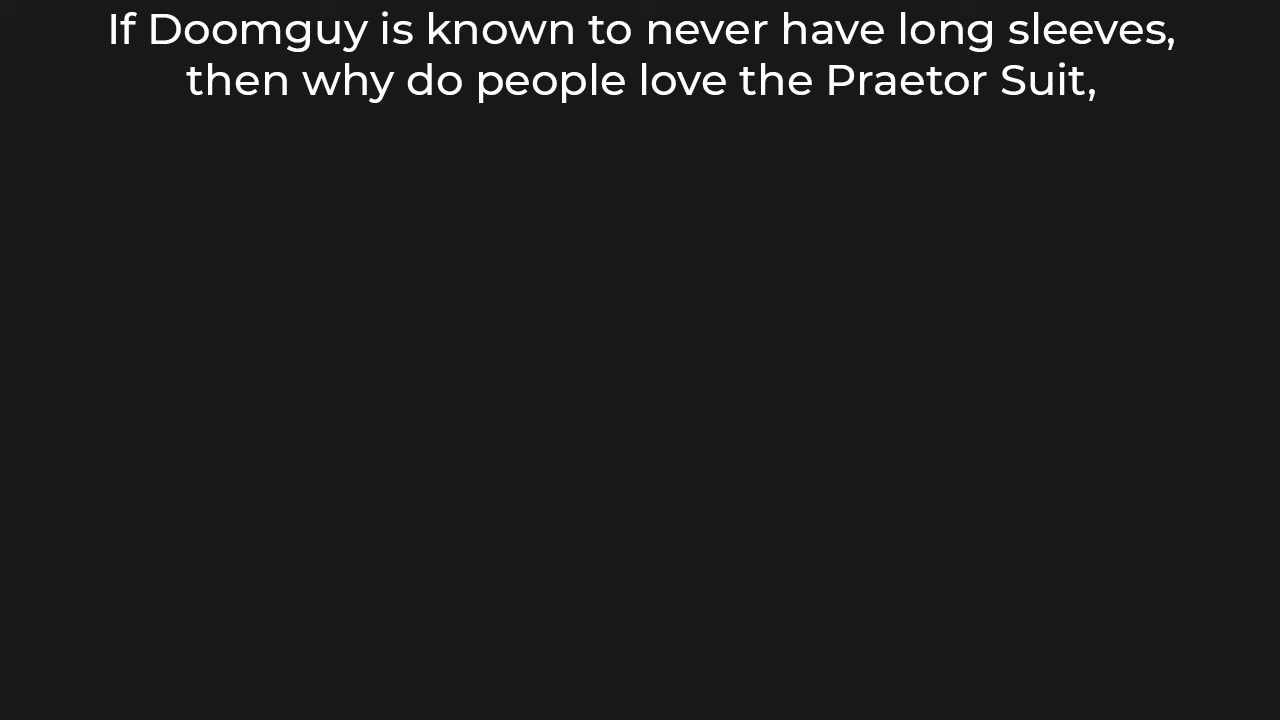 If Doomguy is known to never have long sleeves,
then why do people love the Praetor Suit,